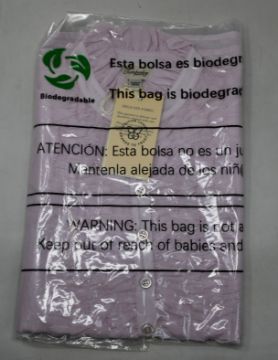 Esta bolsa es biodegr
Biodegradable
This bag is biodegrad
ATENCIÓN: Esta bolsa no es un ju
Mantenla alejada de los niñ(
WARNING: This bag is not a
Keep out of reach of babies and